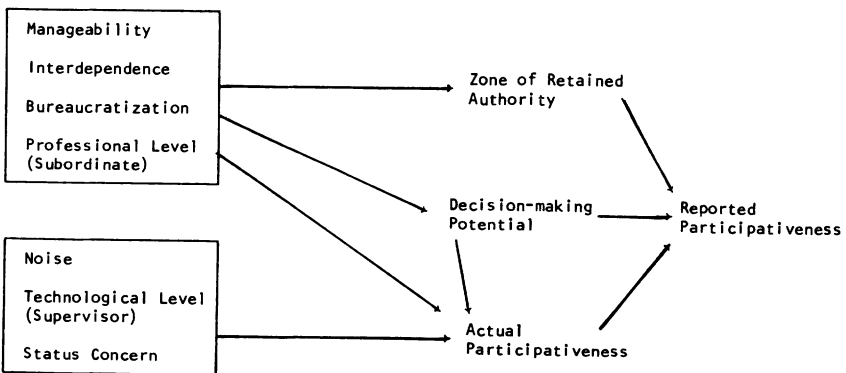 Manageability
Interdependence
Bureaucratization
Professional Level
(Subordinate)
Zone of Retained
Authority
Decision-making
Potential
Reported
Participativeness
Noise
Technological Level
(Supervisor)
Status Concern
Actual
Participativeness